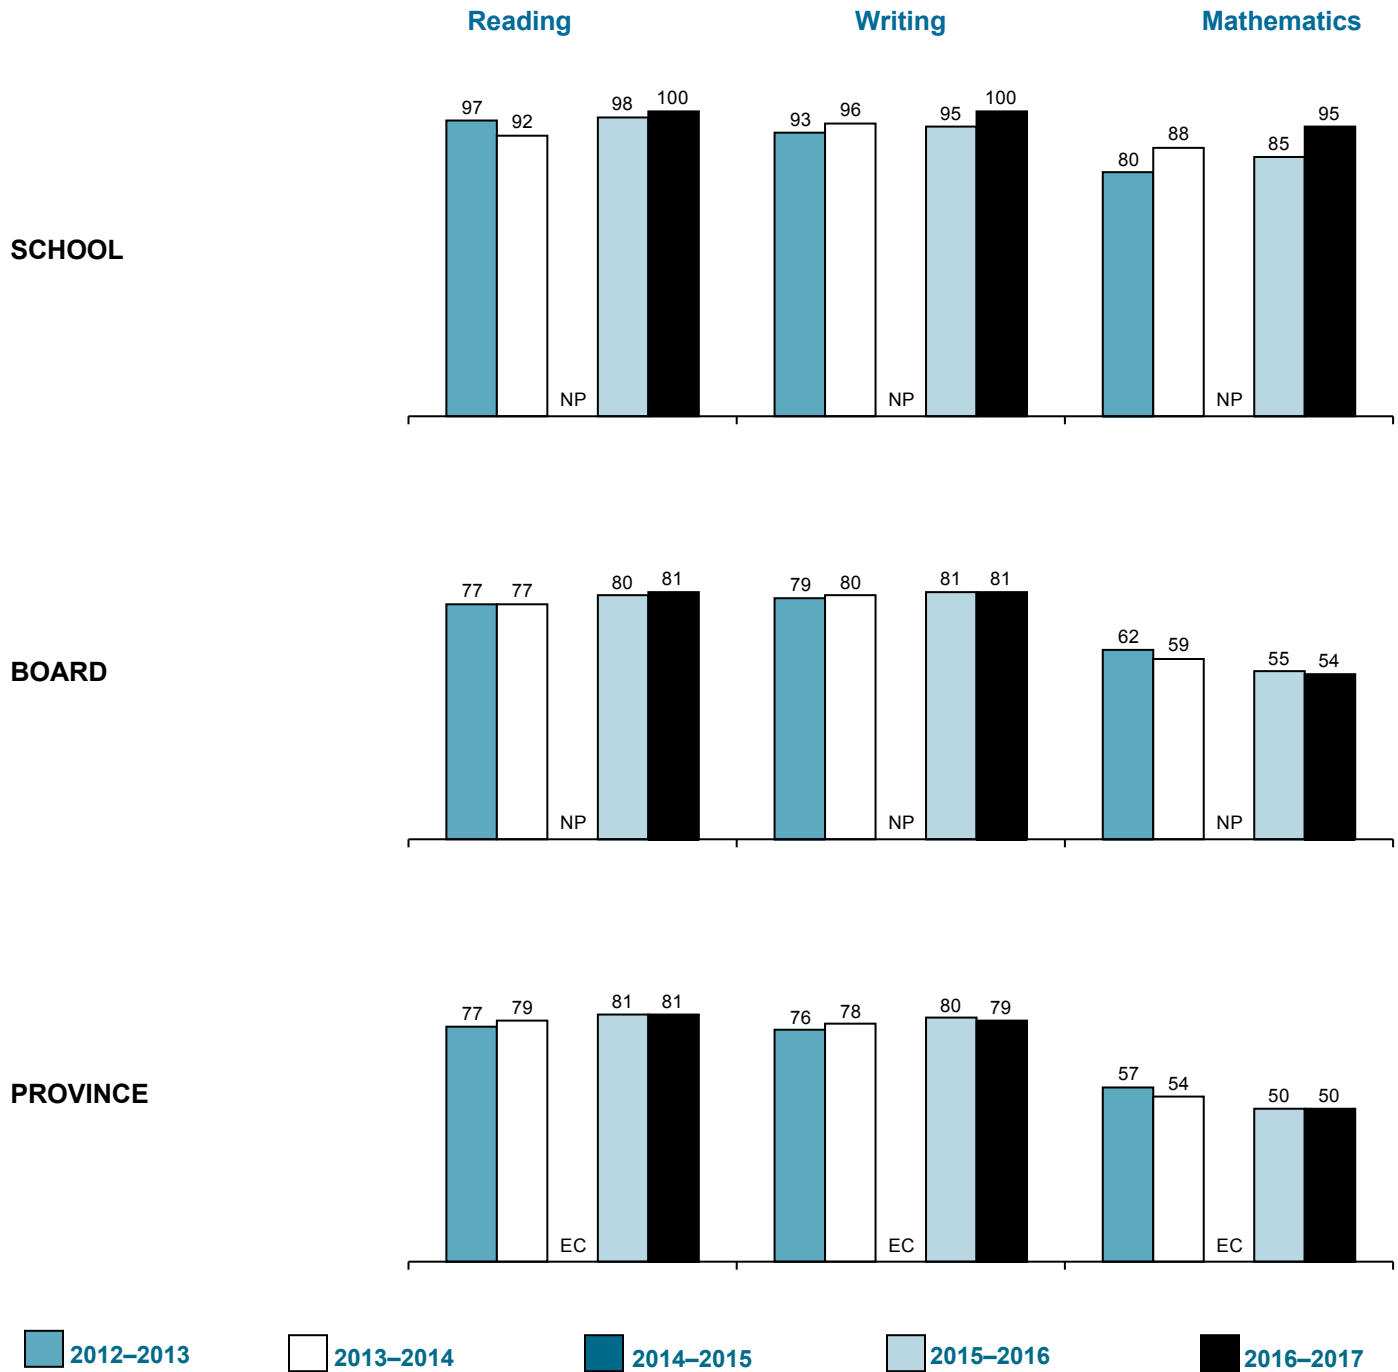 Reading Writing Mathematics
97 92 NP 98 100 93 96 NP 95 100 80 88 NP 85 95
SCHOOL
77 77 NP 80 81 79 80 NP 81 81 62 59 NP 55 54
BOARD
77 79 EC 81 81 76 78 EC 80 79 57 54 EC 50 50
PROVINCE
2012–2013 2013–2014 2014–2015 2015–2016 2016–2017